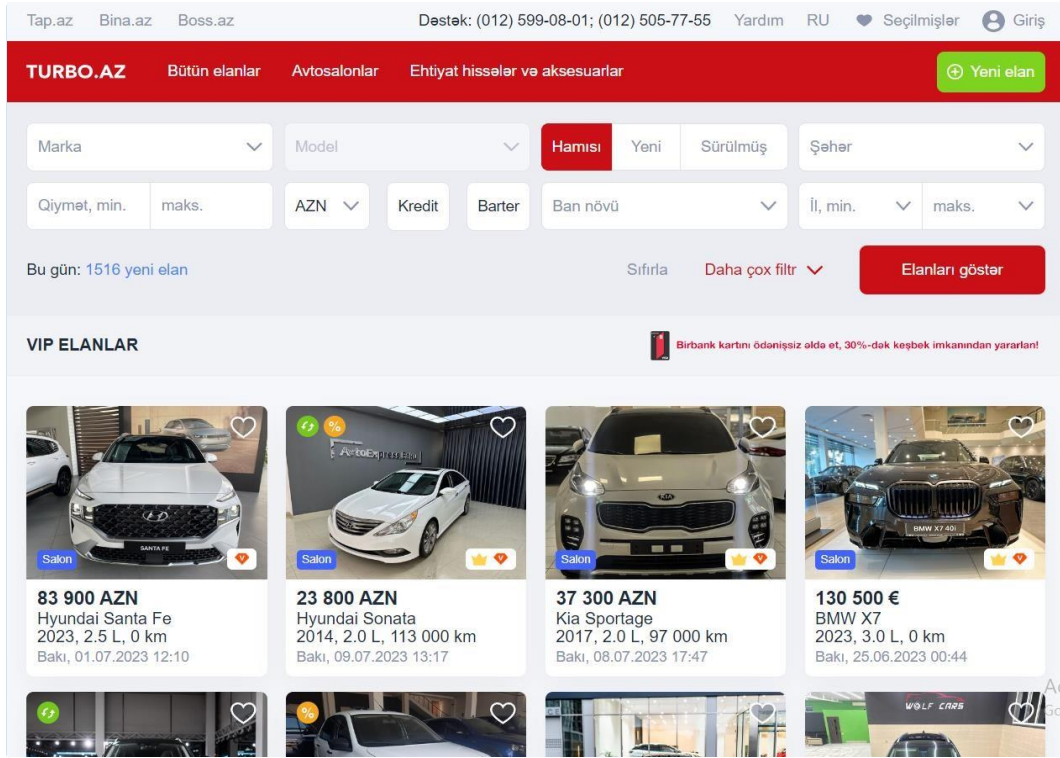 Tap.az Bina.az Boss.az Dəstək: (012) 599-08-01; (012) 505-77-55 Yardım RU Seçilmişlər Giriş
TURBO.AZ Bütün elanlar Avtosalonlar Ehtiyat hissələr və aksesuarlar Yeni elan
Marka Model Hamısı Yeni Sürülmüş Şəhər
Qiymət, min. maks. AZN Kredit Barter Ban növü İl, min. maks.
Bu gün: 1516 yeni elan Sıfırla Daha çox filtr Elanları göstər
VIP ELANLAR Birbank kartını ödənişsiz əldə et, 30%-dək keşbek imkanından yararlan!
SANTA FE
Salon
83 900 AZN
Hyundai Santa Fe
2023, 2.5 L, 0 km
Bakı, 01.07.2023 12:10
%
Salon
23 800 AZN
Hyundai Sonata
2014, 2.0 L, 113 000 km
Bakı, 09.07.2023 13:17
KIA
Salon
37 300 AZN
Kia Sportage
2017, 2.0 L, 97 000 km
Bakı, 08.07.2023 17:47
BMW X7 40i
Salon
130 500 €
BMW X7
2023, 3.0 L, 0 km
Bakı, 25.06.2023 00:44
%
WOLF CARS